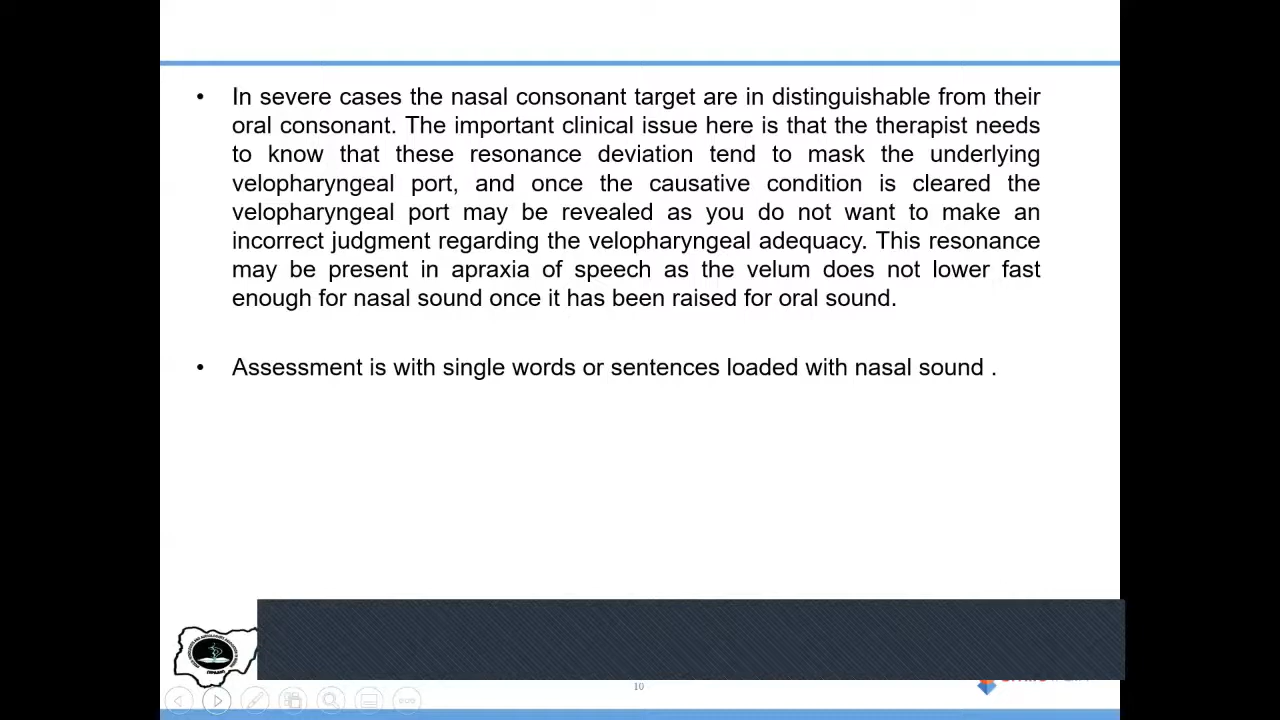 • In severe cases the nasal consonant target are in distinguishable from their
oral consonant. The important clinical issue here is that the therapist needs
to know that these resonance deviation tend to mask the underlying
velopharyngeal port, and once the causative condition is cleared the
velopharyngeal port may be revealed as you do not want to make an
incorrect judgment regarding the velopharyngeal adequacy. This resonance
may be present in apraxia of speech as the velum does not lower fast
enough for nasal sound once it has been raised for oral sound.
• Assessment is with single words or sentences loaded with nasal sound .
10